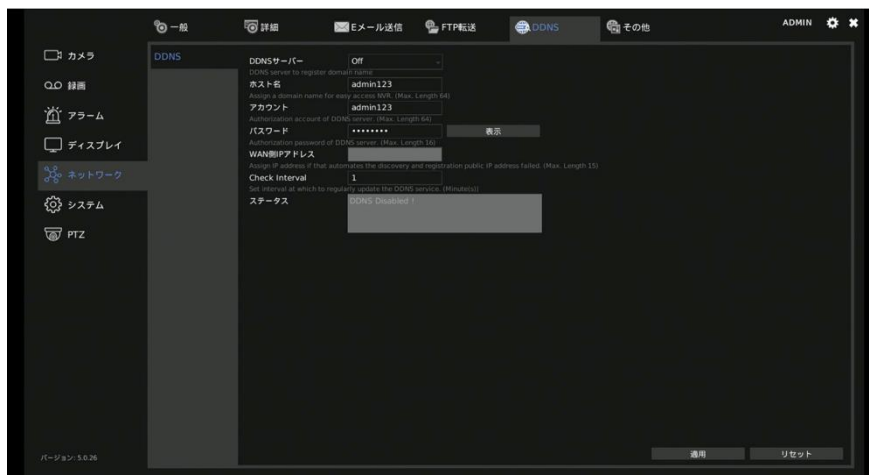 一般
詳細
Eメール送信
FTP転送
DDNS
その他
ADMIN
カメラ
録画
アラーム
ディスプレイ
ネットワーク
システム
PTZ
DDNS
DDNSサーバー Off
DDNS server to register domain name
ホスト名 admin123
Assign a domain name for easy access NVR. (Max. Length 64)
アカウント admin123
Authorization account of DDNS server. (Max. Length 64)
パスワード •••••••• 表示
Authorization password of DDNS server. (Max. Length 16)
WAN側IPアドレス
Assign IP address if that automates the discovery and registration public IP address failed. (Max. Length 15)
Check Interval 1
Set interval at which to regularly update the DDNS service. (Minute(s))
ステータス DDNS Disabled !
バージョン: 5.0.26
適用
リセット